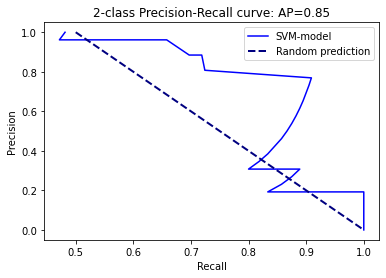 2-class Precision-Recall curve: AP=0.85
SVM-model
Random prediction
Precision
1.0
0.8
0.6
0.4
0.2
0.0
0.5 0.6 0.7 0.8 0.9 1.0
Recall